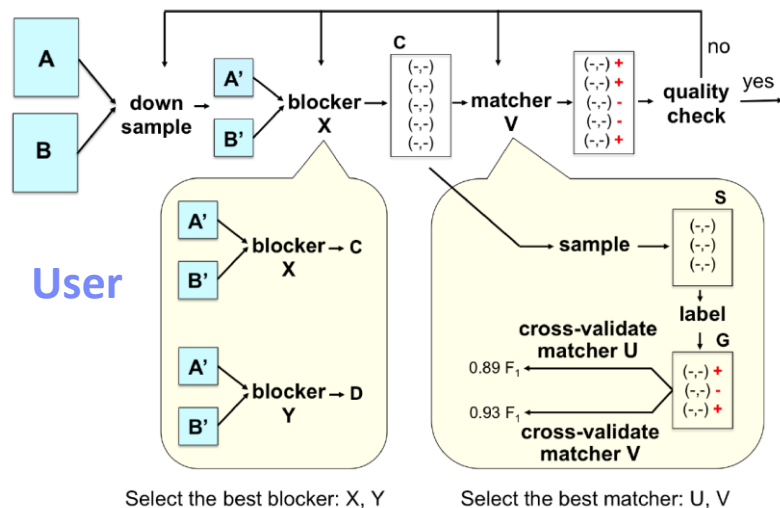 A
B
down
sample
A'
B'
blocker
X
C
(-,-)
(-,-)
(-,-)
(-,-)
(-,-)
matcher
V
(-,-) +
(-,-) +
(-,-) -
(-,-) -
(-,-) +
quality
check
no
yes
User
A'
B'
blocker
X
C
A'
B'
blocker
Y
D
Select the best blocker: X, Y
sample
S
(-,-)
(-,-)
(-,-)
label
G
(-,-) +
(-,-) -
(-,-) +
cross-validate
matcher U
0.89 F₁
0.93 F₁
cross-validate
matcher V
Select the best matcher: U, V